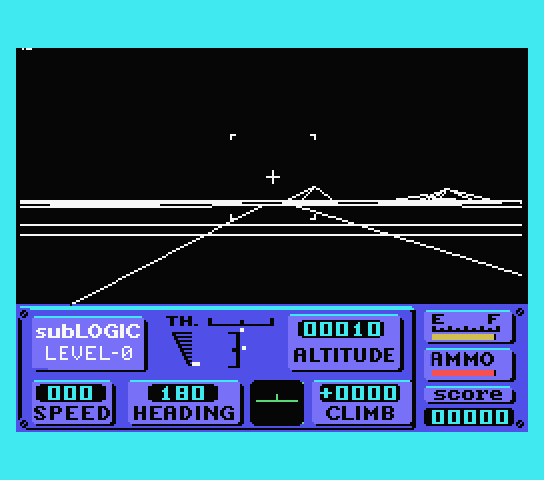 TH.
00010
ALTITUDE
subLOGIC
LEVEL-0
000
SPEED
180
HEADING
+0000
CLIMB
E F
AMMO
score
00000